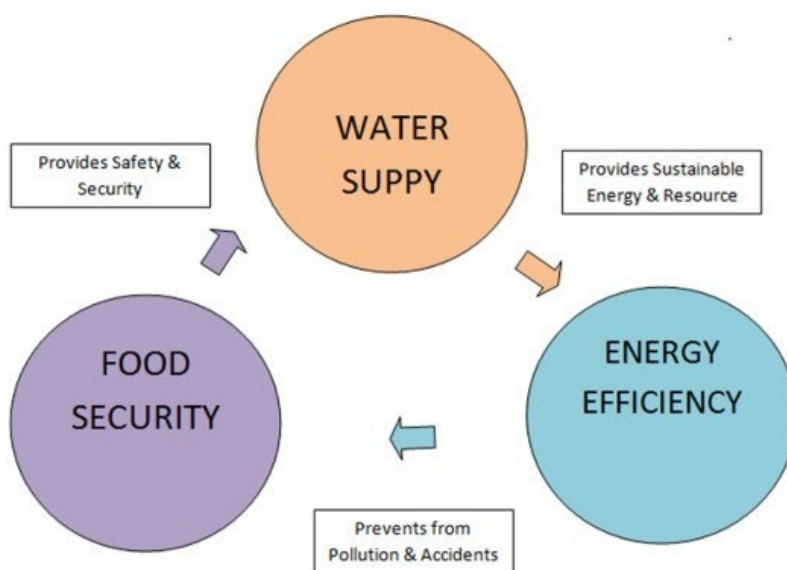 WATER
SUPPY
Provides Safety &
Security
Provides Sustainable
Energy & Resource
FOOD
SECURITY
ENERGY
EFFICIENCY
Prevents from
Pollution & Accidents